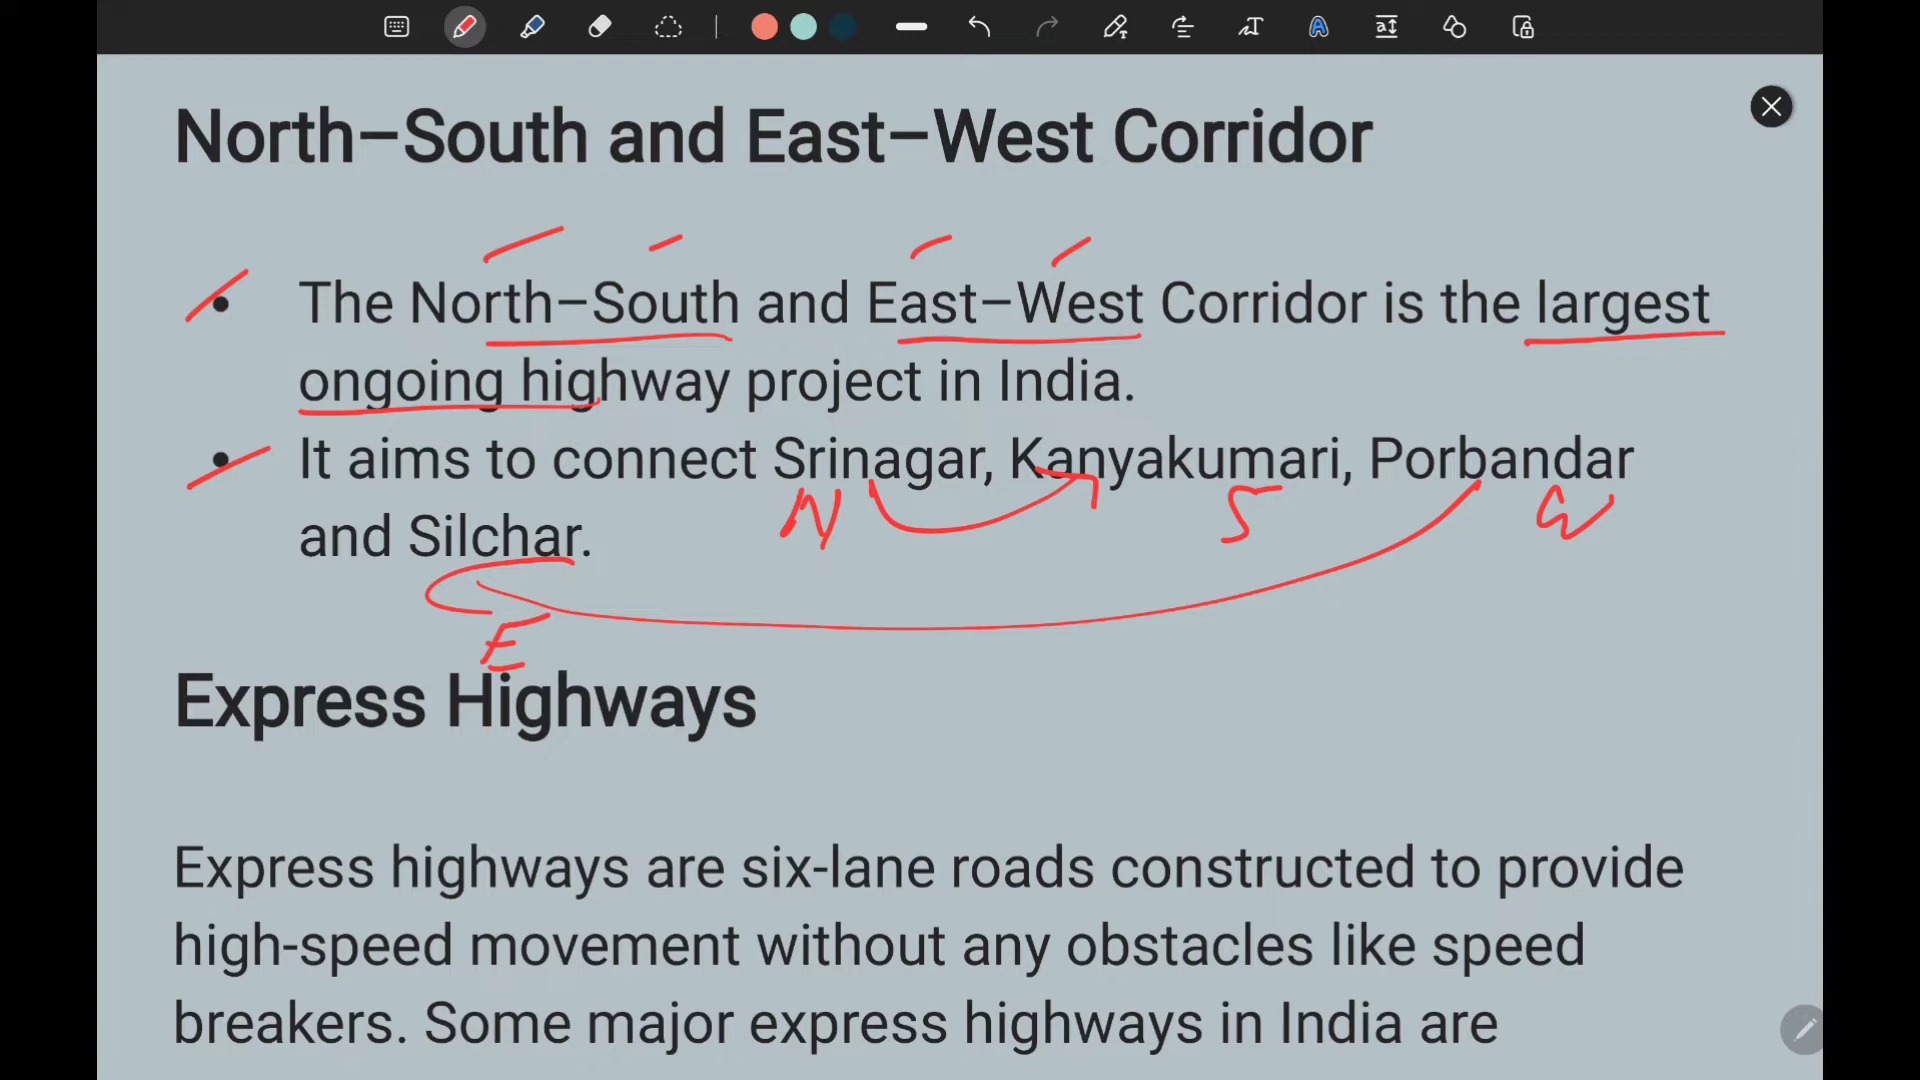 North–South and East–West Corridor
• The North–South and East–West Corridor is the largest
ongoing highway project in India.
• It aims to connect Srinagar, Kanyakumari, Porbandar
N S W
and Silchar.
E
Express Highways
Express highways are six-lane roads constructed to provide
high-speed movement without any obstacles like speed
breakers. Some major express highways in India are